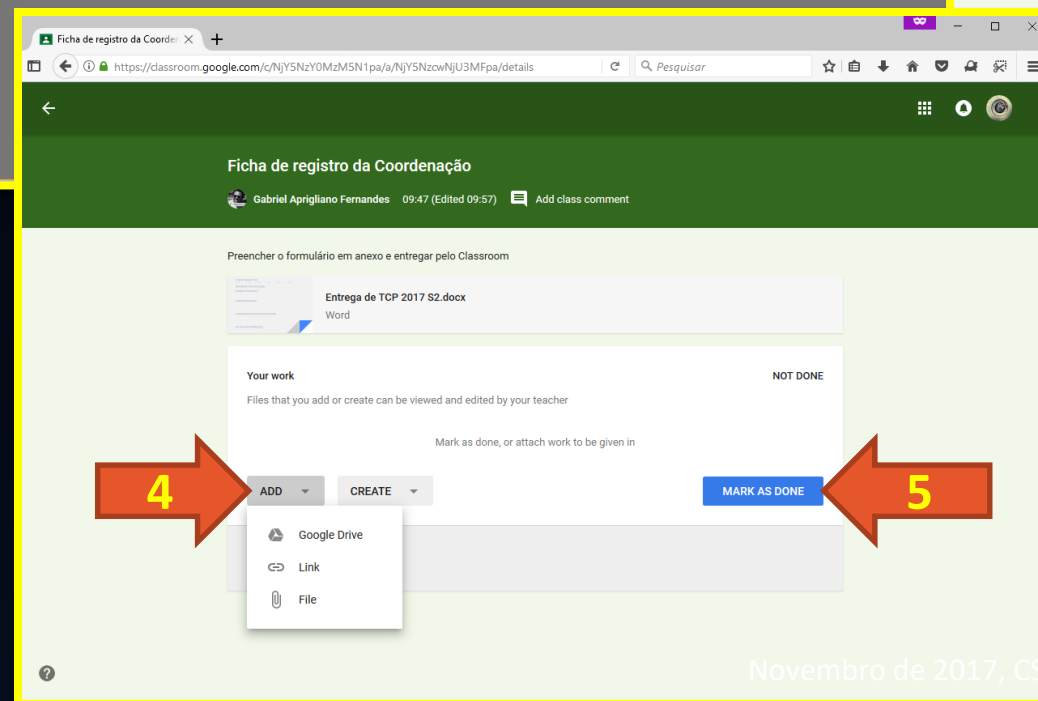 Ficha de registro da Coorder
https://classroom.google.com/c/NjY5NzY0MzM5N1pa/a/NjY5NzcwNjU3MFpa/details
Pesquisar
Ficha de registro da Coordenação
Gabriel Aprigliano Fernandes 09:47 (Edited 09:57) Add class comment
Preencher o formulário em anexo e entregar pelo Classroom
Entrega de TCP 2017 S2.docx
Word
Your work NOT DONE
Files that you add or create can be viewed and edited by your teacher
Mark as done, or attach work to be given in
4 ADD CREATE MARK AS DONE 5
Google Drive
Link
File
Novembro de 2017, CS